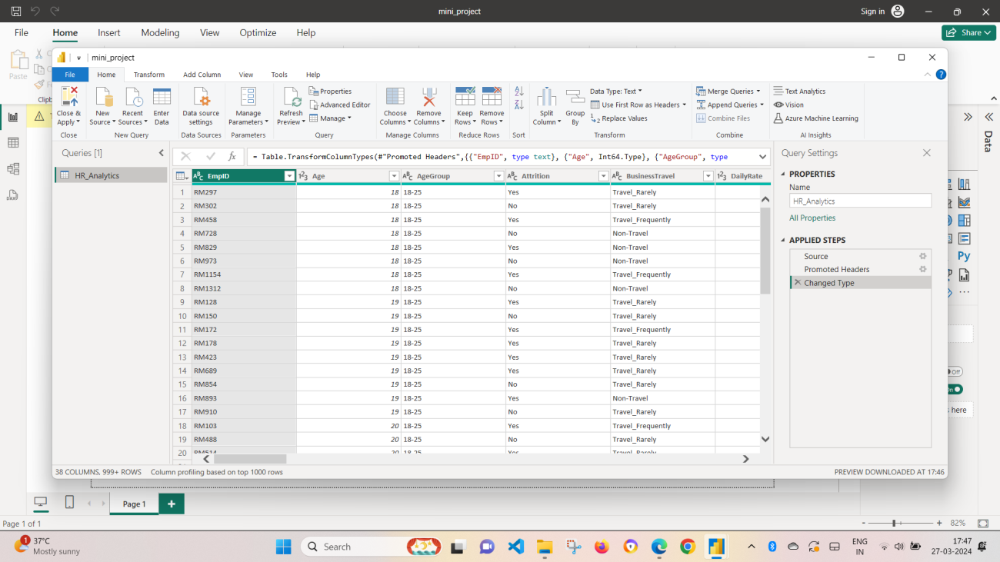 mini_project
Sign in
File Home Insert Modeling View Optimize Help
Share
Paste
mini_project
File Home Transform Add Column View Tools Help
Close & Apply
New Source
Recent Sources
Enter Data
Data source settings
Manage Parameters
Refresh Preview
Properties
Advanced Editor
Manage
Choose Columns
Remove Columns
Keep Rows
Remove Rows
Split Column
Group By
Data Type: Text
Use First Row as Headers
Replace Values
Merge Queries
Append Queries
Combine Files
Text Analytics
Vision
Azure Machine Learning
Close New Query Data Sources Parameters Query Manage Columns Reduce Rows Sort Transform Combine AI Insights
Queries [1]
HR_Analytics
= Table.TransformColumnTypes(#"Promoted Headers",{{"EmpID", type text}, {"Age", Int64.Type}, {"AgeGroup", type
EmpID Age AgeGroup Attrition BusinessTravel DailyRate
1 RM297 18 18-25 Yes Travel_Rarely
2 RM302 18 18-25 No Travel_Rarely
3 RM458 18 18-25 Yes Travel_Frequently
4 RM728 18 18-25 No Non-Travel
5 RM829 18 18-25 Yes Non-Travel
6 RM973 18 18-25 No Non-Travel
7 RM1154 18 18-25 Yes Travel_Frequently
8 RM1312 18 18-25 No Non-Travel
9 RM128 19 18-25 Yes Travel_Rarely
10 RM150 19 18-25 No Travel_Rarely
11 RM172 19 18-25 Yes Travel_Frequently
12 RM178 19 18-25 Yes Travel_Rarely
13 RM423 19 18-25 Yes Travel_Rarely
14 RM689 19 18-25 Yes Travel_Rarely
15 RM854 19 18-25 No Travel_Rarely
16 RM893 19 18-25 Yes Non-Travel
17 RM910 19 18-25 No Travel_Rarely
18 RM103 20 18-25 Yes Travel_Frequently
19 RM488 20 18-25 No Travel_Rarely
20 RM514 20 18-25 Yes Travel_Rarely
Query Settings
PROPERTIES
Name
HR_Analytics
All Properties
APPLIED STEPS
Source
Promoted Headers
Changed Type
Data
Py
Off
here
38 COLUMNS, 999+ ROWS Column profiling based on top 1000 rows
PREVIEW DOWNLOADED AT 17:46
Page 1
Page 1 of 1
82%
1
37°C
Mostly sunny
Search
ENG
IN
17:47
27-03-2024